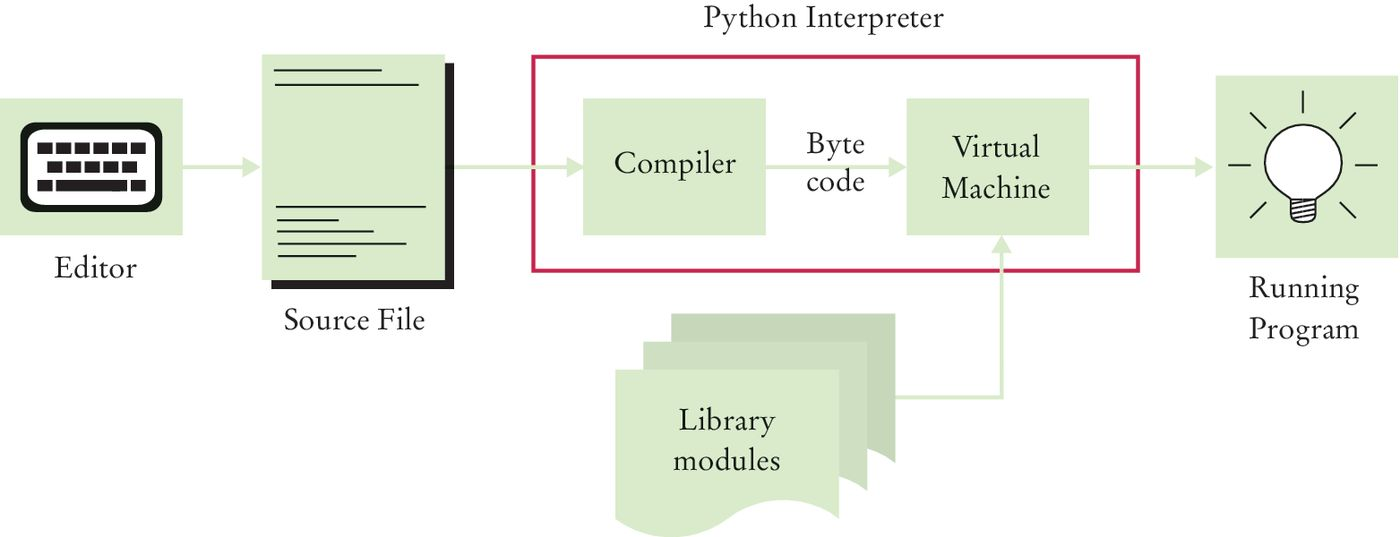 Python Interpreter
Editor
Source File
Compiler
Byte
code
Virtual
Machine
Running
Program
Library
modules